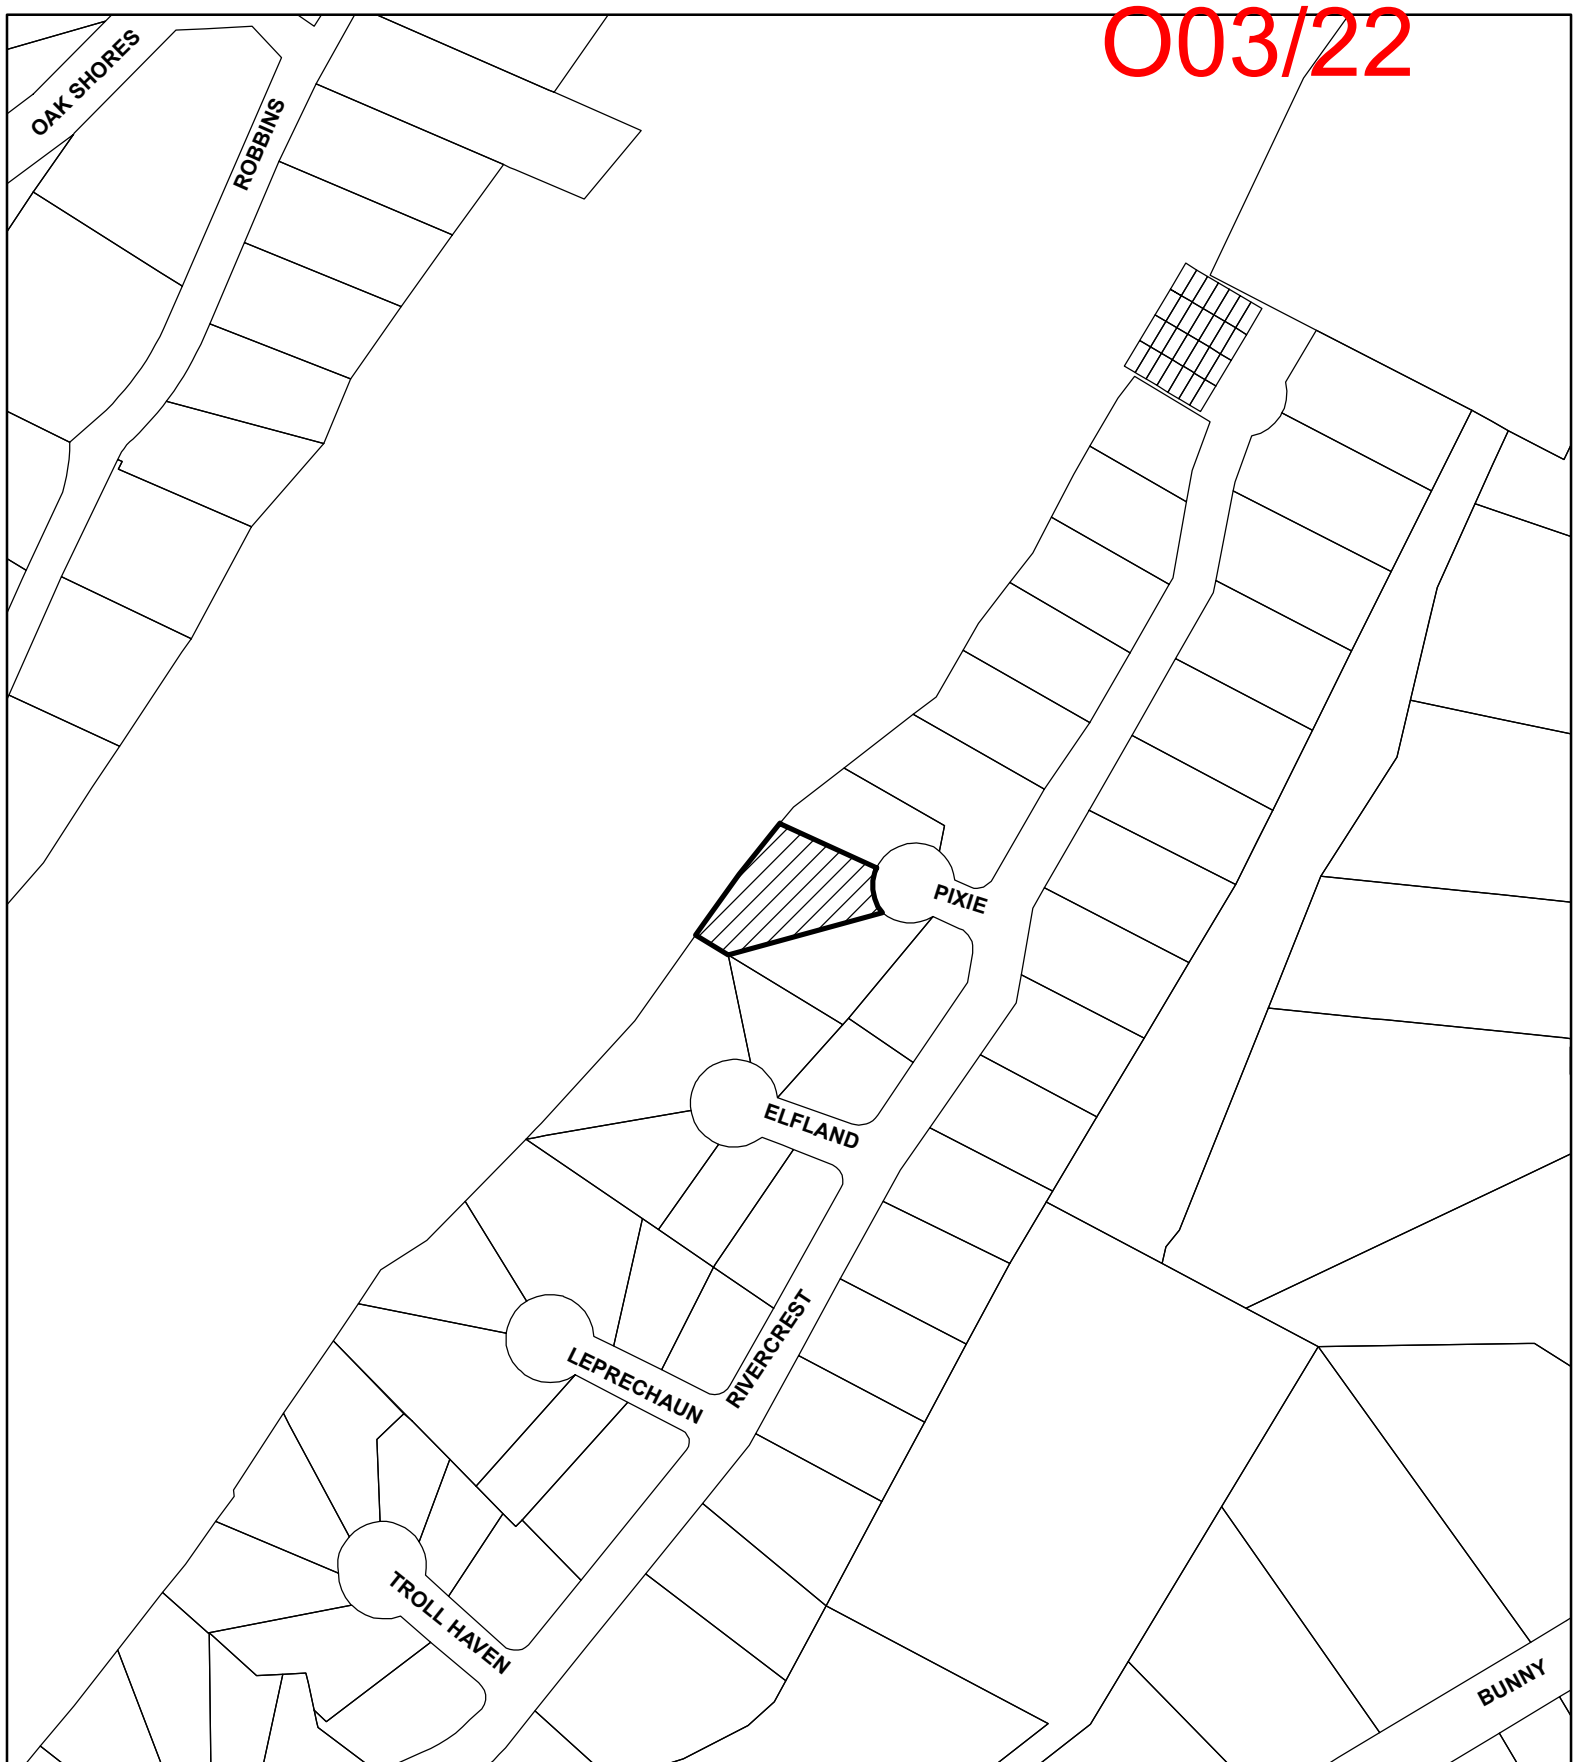 O03/22
OAK SHORES
ROBBINS
PIXIE
ELFLAND
RIVERCREST
LEPRECHAUN
TROLL HAVEN
BUNNY